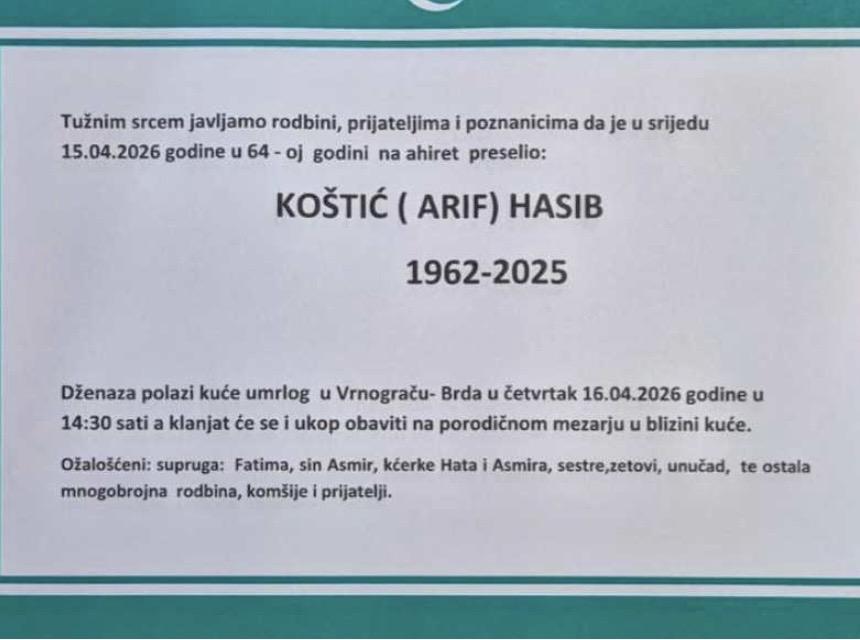 Tužnim srcem javljamo rodbini, prijateljima i poznanicima da je u srijedu
15.04.2026 godine u 64 - oj godini na ahiret preselio:
KOŠTIĆ ( ARIF) HASIB
1962-2025
Dženaza polazi kuće umrlog u Vrnograču- Brda u četvrtak 16.04.2026 godine u
14:30 sati a klanjat će se i ukop obaviti na porodičnom mezarju u blizini kuće.
Ožalošćeni: supruga: Fatima, sin Asmir, kćerke Hata i Asmira, sestre,zetovi, unučad, te ostala
mnogobrojna rodbina, komšije i prijatelji.